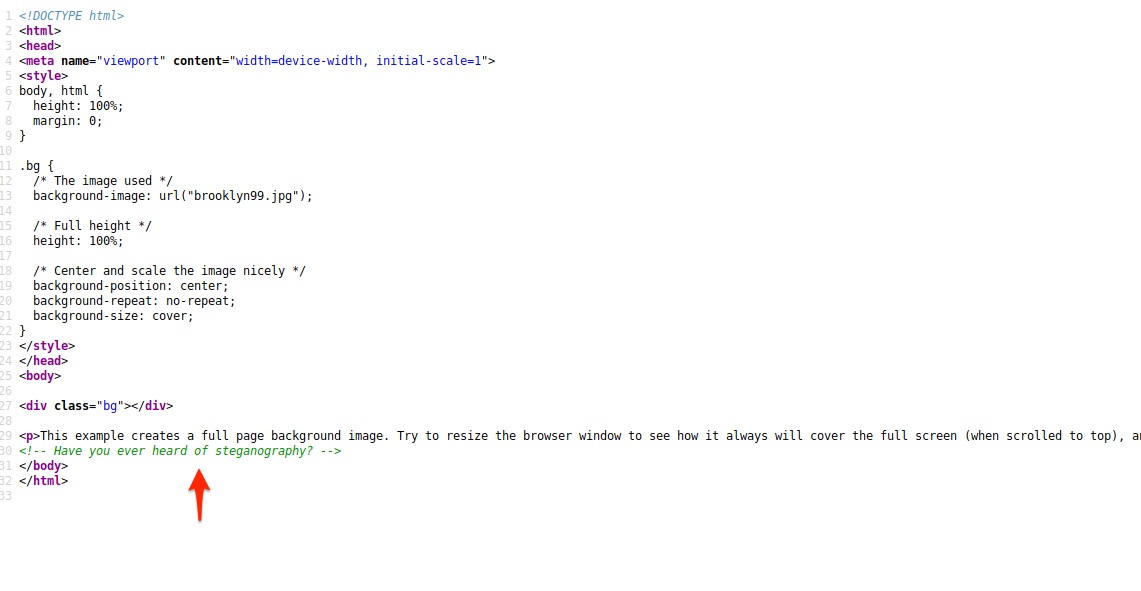 1 <!DOCTYPE html>
2 <html>
3 <head>
4 <meta name="viewport" content="width=device-width, initial-scale=1">
5 <style>
6 body, html {
7   height: 100%;
8   margin: 0;
9 }
10
11 .bg {
12   /* The image used */
13   background-image: url("brooklyn99.jpg");
14
15   /* Full height */
16   height: 100%;
17
18   /* Center and scale the image nicely */
19   background-position: center;
20   background-repeat: no-repeat;
21   background-size: cover;
22 }
23 </style>
24 </head>
25 <body>
26
27 <div class="bg"></div>
28
29 <p>This example creates a full page background image. Try to resize the browser window to see how it always will cover the full screen (when scrolled to top),
30 <!-- Have you ever heard of steganography? -->
31 </body>
32 </html>
33